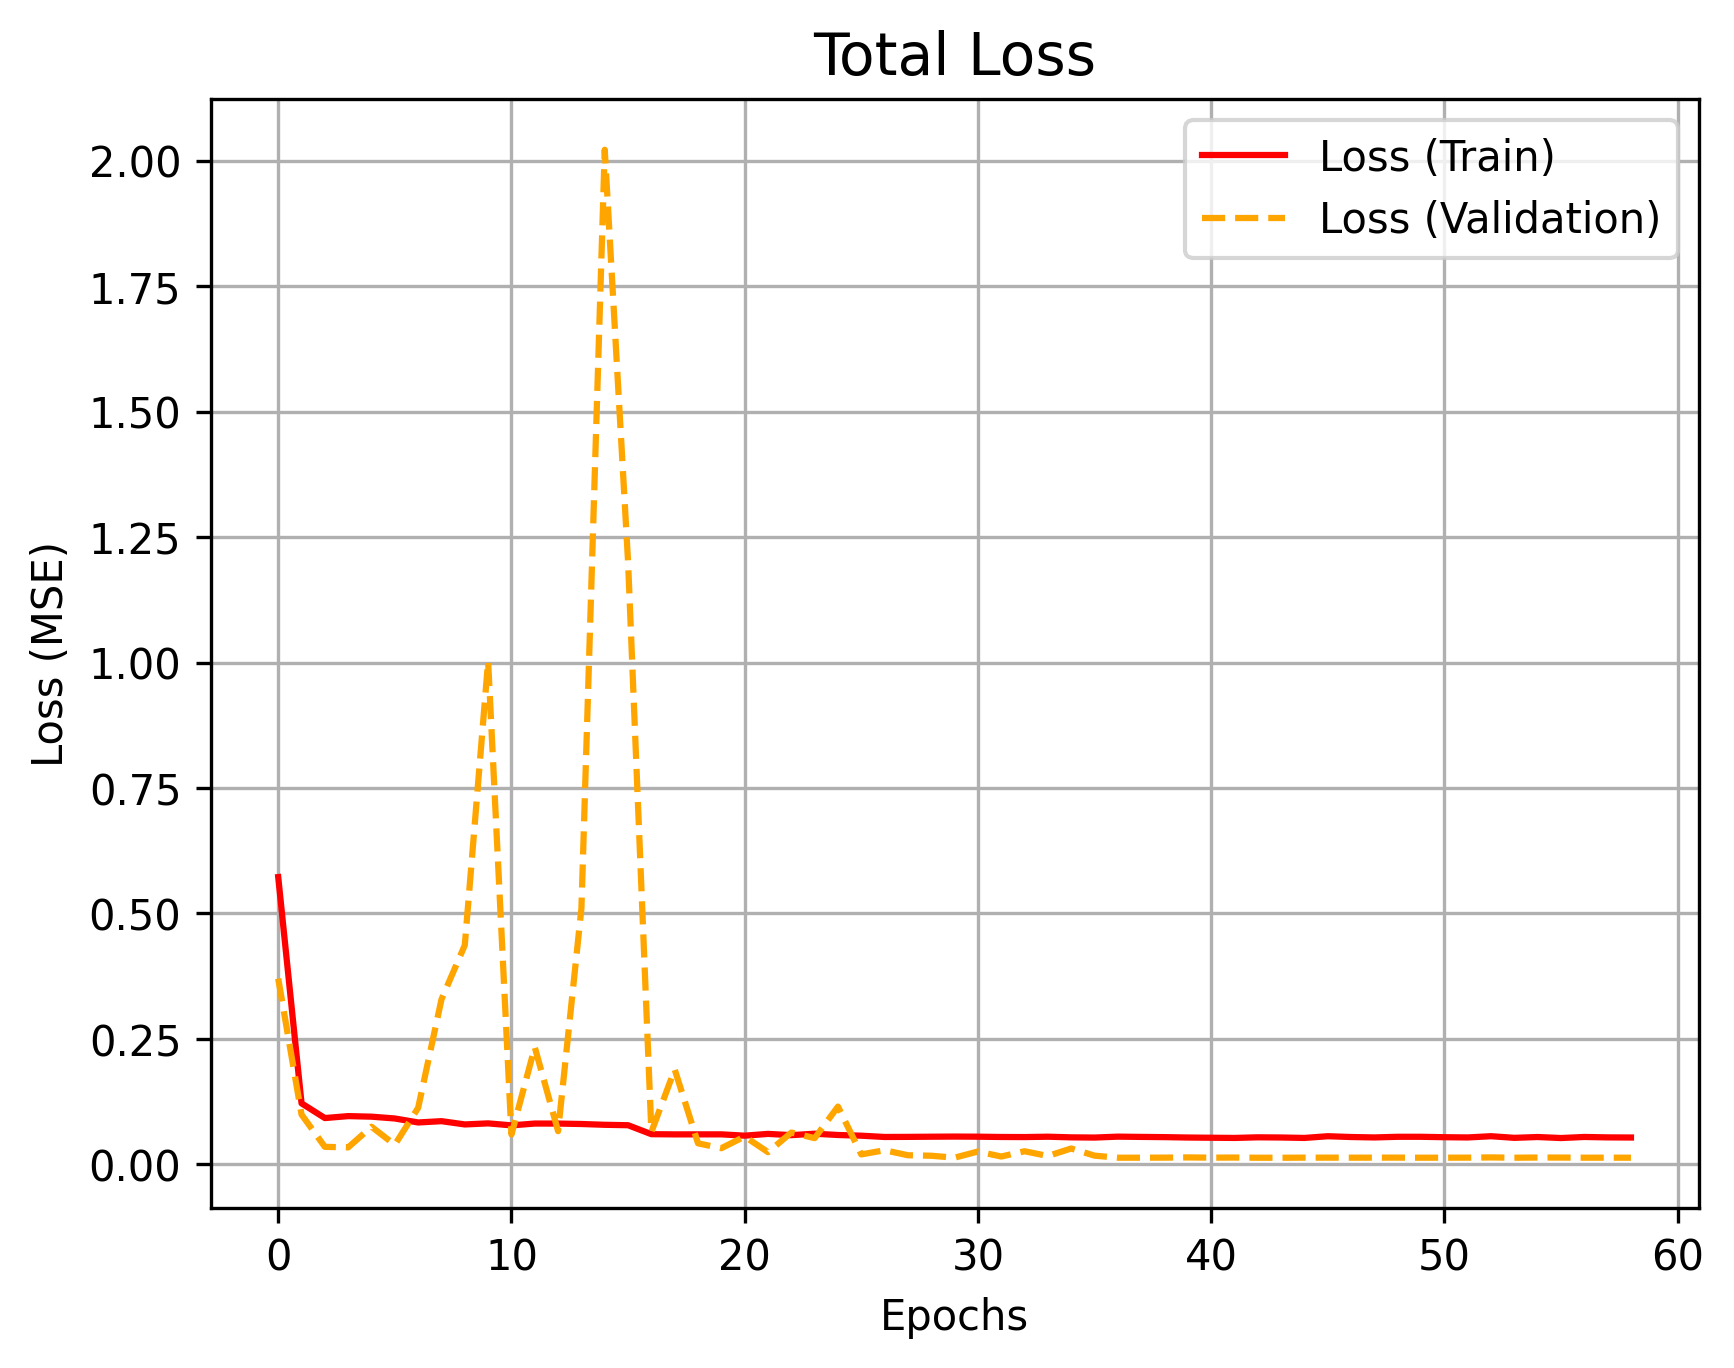 Total Loss
Loss (Train)
Loss (Validation)
2.00
1.75
1.50
1.25
1.00
0.75
0.50
0.25
0.00
Loss (MSE)
0 10 20 30 40 50 60
Epochs